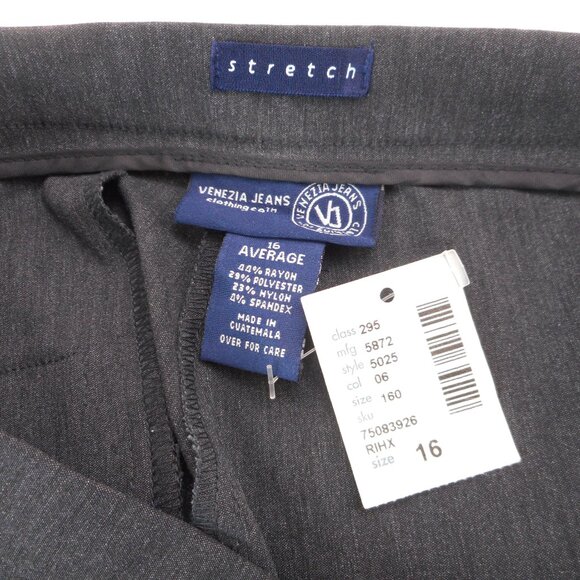 stretch
VENEZIA JEANS
clothing co™
VENEZIA JEANS
VJ
16
AVERAGE
44% RAYON
29% POLYESTER
23% NYLON
4% SPANDEX
MADE IN
GUATEMALA
OVER FOR CARE
class 295
mfg 5872
style 5025
col 06
size 160
sku
75083926
RIHX
size 16